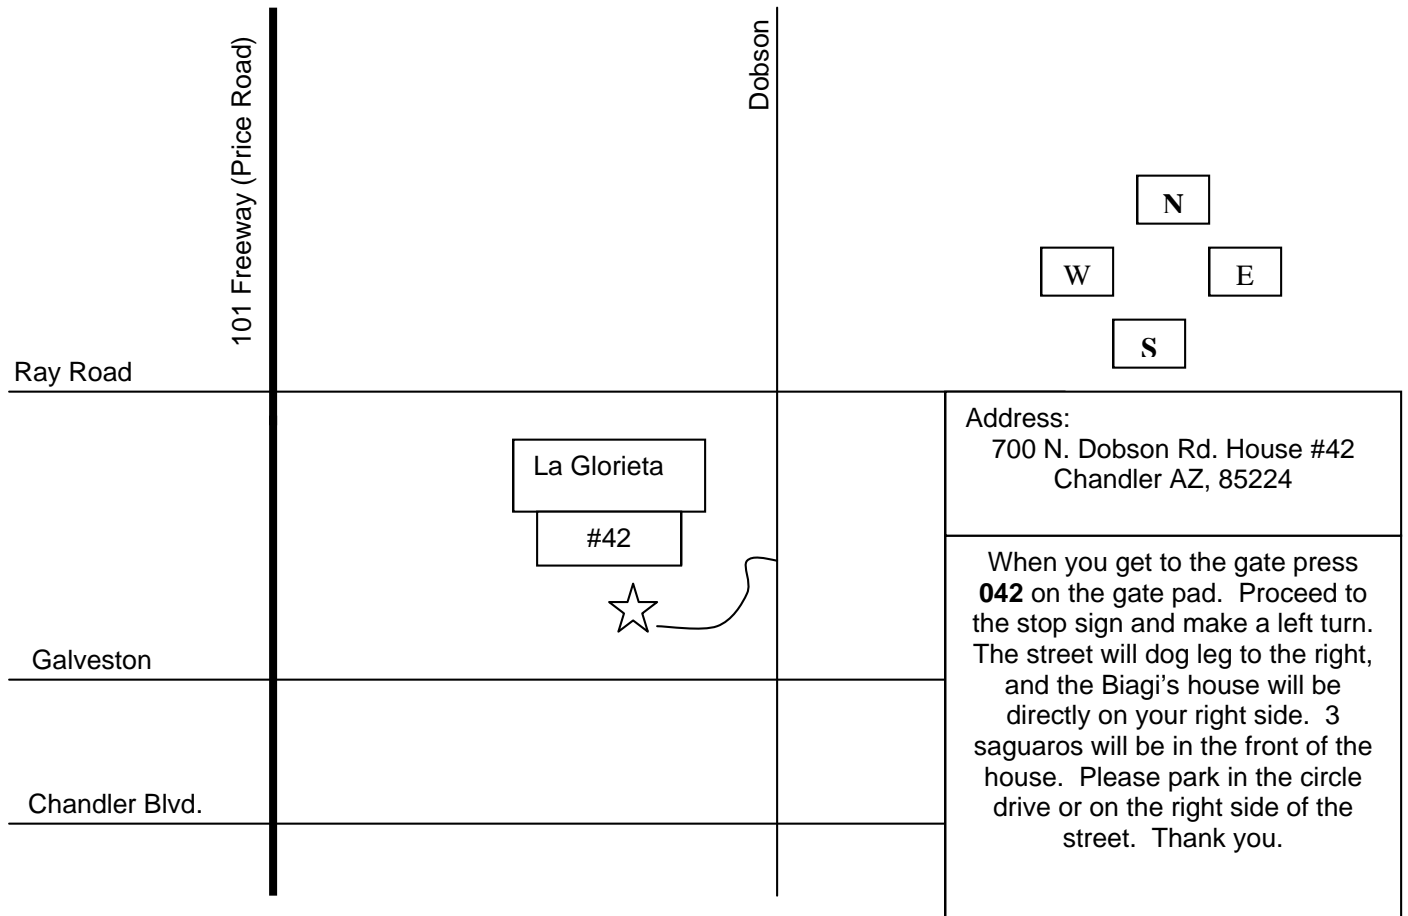 101 Freeway (Price Road)
Dobson
N
W
E
S
Ray Road
La Glorieta
#42
Galveston
Chandler Blvd.
Address:
700 N. Dobson Rd. House #42
Chandler AZ, 85224
When you get to the gate press
042 on the gate pad.  Proceed to
the stop sign and make a left turn.
The street will dog leg to the right,
and the Biagi’s house will be
directly on your right side.  3
saguaros will be in the front of the
house.  Please park in the circle
drive or on the right side of the
street.  Thank you.